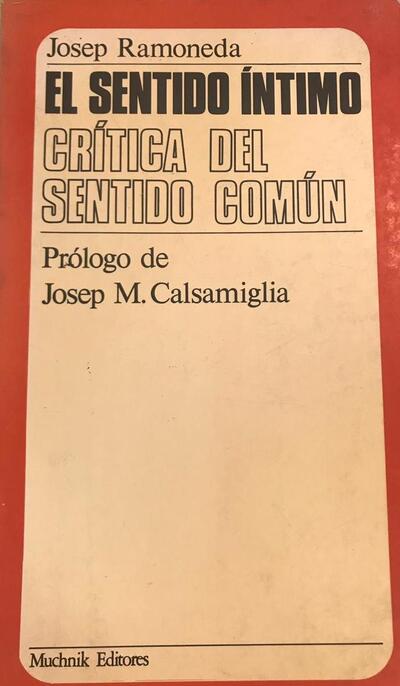 Josep Ramoneda
EL SENTIDO ÍNTIMO
CRÍTICA DEL
SENTIDO COMÚN
Prólogo de
Josep M. Calsamiglia
Muchnik Editores